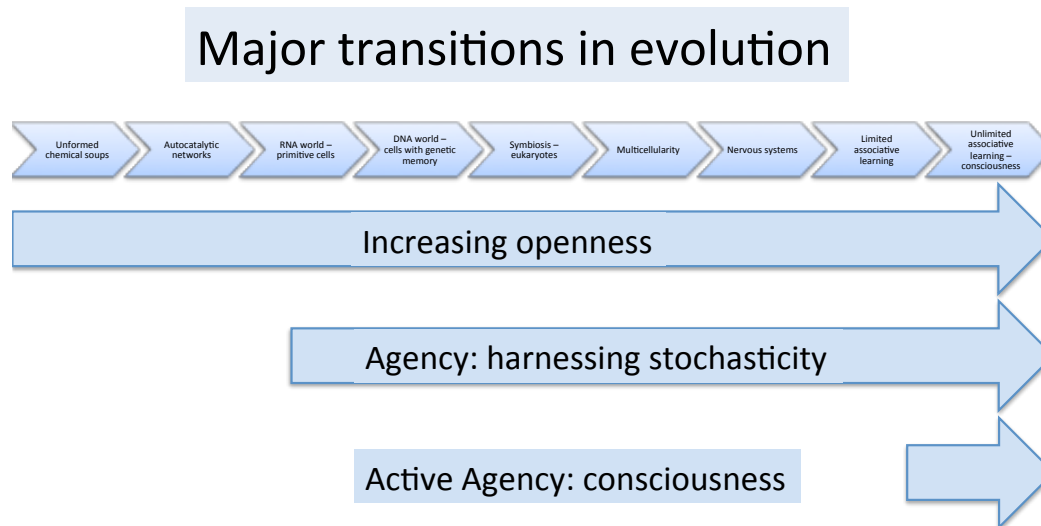 Major transitions in evolution
Unformed
chemical soups
Autocatalytic
networks
RNA world –
primitive cells
DNA world –
cells with genetic
memory
Symbiosis –
eukaryotes
Multicellularity
Nervous systems
Limited
associative
learning
Unlimited
associative
learning –
consciousness
Increasing openness
Agency: harnessing stochasticity
Active Agency: consciousness